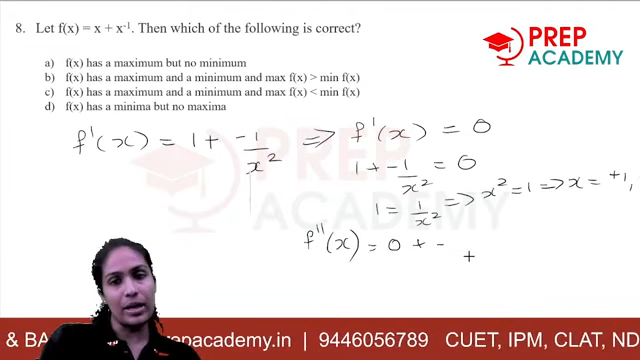 8. Let f(x) = x + x⁻¹. Then which of the following is correct?
PREP
ACADEMY
a) f(x) has a maximum but no minimum
b) f(x) has a maximum and a minimum and max f(x) > min f(x)
c) f(x) has a maximum and a minimum and max f(x) < min f(x)
d) f(x) has a minima but no maxima
PREP
ACADEMY
f'(x) = 1 + -1/x² => f'(x) = 0
1 + -1/x² = 0
1 = 1/x² => x² = 1 => x = +1,
f''(x) = 0 + - +
& BA
repacademy.in | 9446056789 CUET, IPM, CLAT, ND